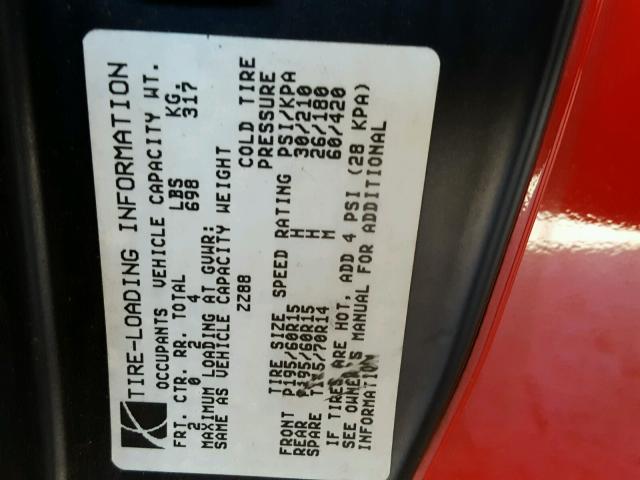 TIRE-LOADING INFORMATION
OCCUPANTS VEHICLE CAPACITY WT.
FRT. CTR. RR. TOTAL LBS KG.
2 0 2 4 698 317
MAXIMUM LOADING AT GVWR:
SAME AS VEHICLE CAPACITY WEIGHT
ZZ88
COLD TIRE
PRESSURE
TIRE SIZE SPEED RATING PSI/KPA
FRONT P195/60R15 H 30/210
REAR P195/60R15 H 26/180
SPARE /70R14 M 60/420
IF TIRES ARE HOT, ADD 4 PSI (28 KPA)
SEE OWNER'S MANUAL FOR ADDITIONAL
INFORMATION